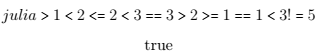 julia > 1 < 2 <= 2 < 3 == 3 > 2 >= 1 == 1 < 3! = 5
true